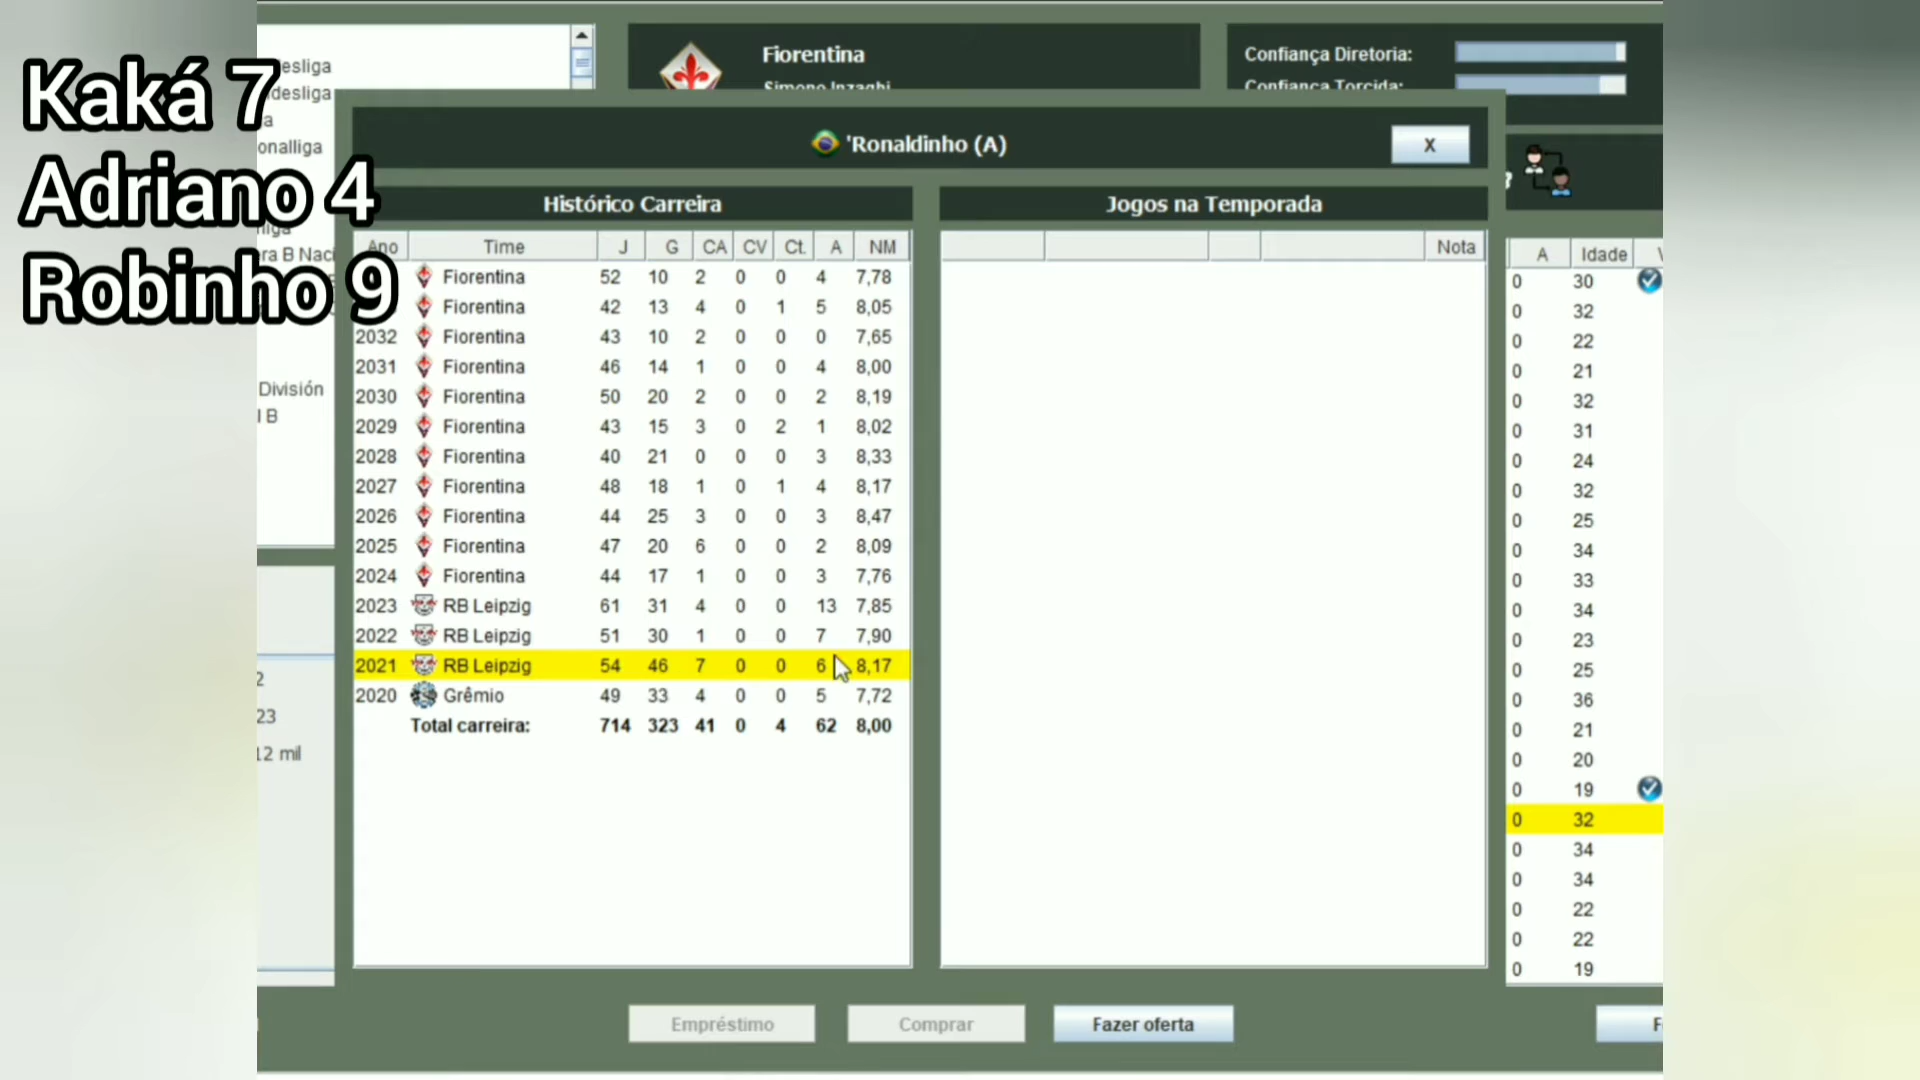 Kaká 7
Adriano 4
Robinho 9
esliga
desliga
a
onalliga
ra B Naci
División
l B
2
23
12 mil
Fiorentina
Simone Inzaghi
Confiança Diretoria:
Confiança Torcida:
'Ronaldinho (A)
X
Histórico Carreira
Ano Time J G CA CV Ct. A NM
Fiorentina 52 10 2 0 0 4 7,78
Fiorentina 42 13 4 0 1 5 8,05
2032 Fiorentina 43 10 2 0 0 0 7,65
2031 Fiorentina 46 14 1 0 0 4 8,00
2030 Fiorentina 50 20 2 0 0 2 8,19
2029 Fiorentina 43 15 3 0 2 1 8,02
2028 Fiorentina 40 21 0 0 0 3 8,33
2027 Fiorentina 48 18 1 0 1 4 8,17
2026 Fiorentina 44 25 3 0 0 3 8,47
2025 Fiorentina 47 20 6 0 0 2 8,09
2024 Fiorentina 44 17 1 0 0 3 7,76
2023 RB Leipzig 61 31 4 0 0 13 7,85
2022 RB Leipzig 51 30 1 0 0 7 7,90
2021 RB Leipzig 54 46 7 0 0 6 8,17
2020 Grêmio 49 33 4 0 0 5 7,72
Total carreira: 714 323 41 0 4 62 8,00
Jogos na Temporada
Nota
A Idade
0 30
0 32
0 22
0 21
0 32
0 31
0 24
0 32
0 25
0 34
0 33
0 34
0 23
0 25
0 36
0 21
0 20
0 19
0 32
0 34
0 34
0 22
0 22
0 19
Empréstimo
Comprar
Fazer oferta